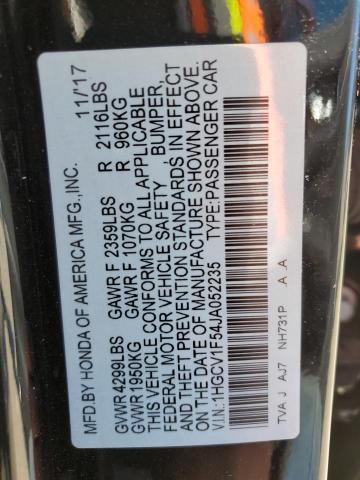 MFD.BY HONDA OF AMERICA MFG.,INC. 11/17
GVWR 4299LBS GAWR F 2359LBS R 2116LBS
GVWR 1950KG GAWR F 1070KG R 960KG
THIS VEHICLE CONFORMS TO ALL APPLICABLE
FEDERAL MOTOR VEHICLE SAFETY, BUMPER,
AND THEFT PREVENTION STANDARDS IN EFFECT
ON THE DATE OF MANUFACTURE SHOWN ABOVE.
V.I.N.:1HGCV1F54JA052235 TYPE:PASSENGER CAR
TVA J AJ7 NH731P A A